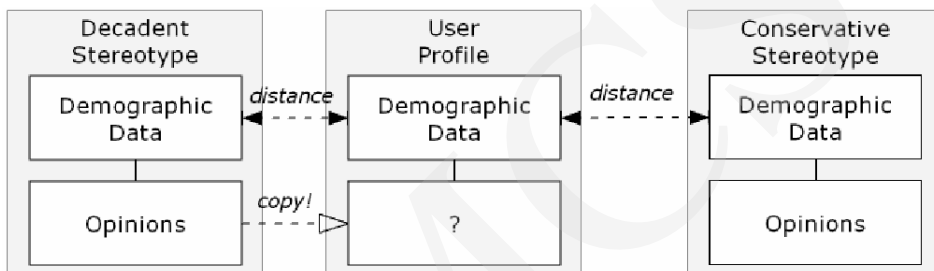 Decadent
Stereotype
User
Profile
Conservative
Stereotype
Demographic
Data
distance
Demographic
Data
distance
Demographic
Data
Opinions
copy!
?
Opinions